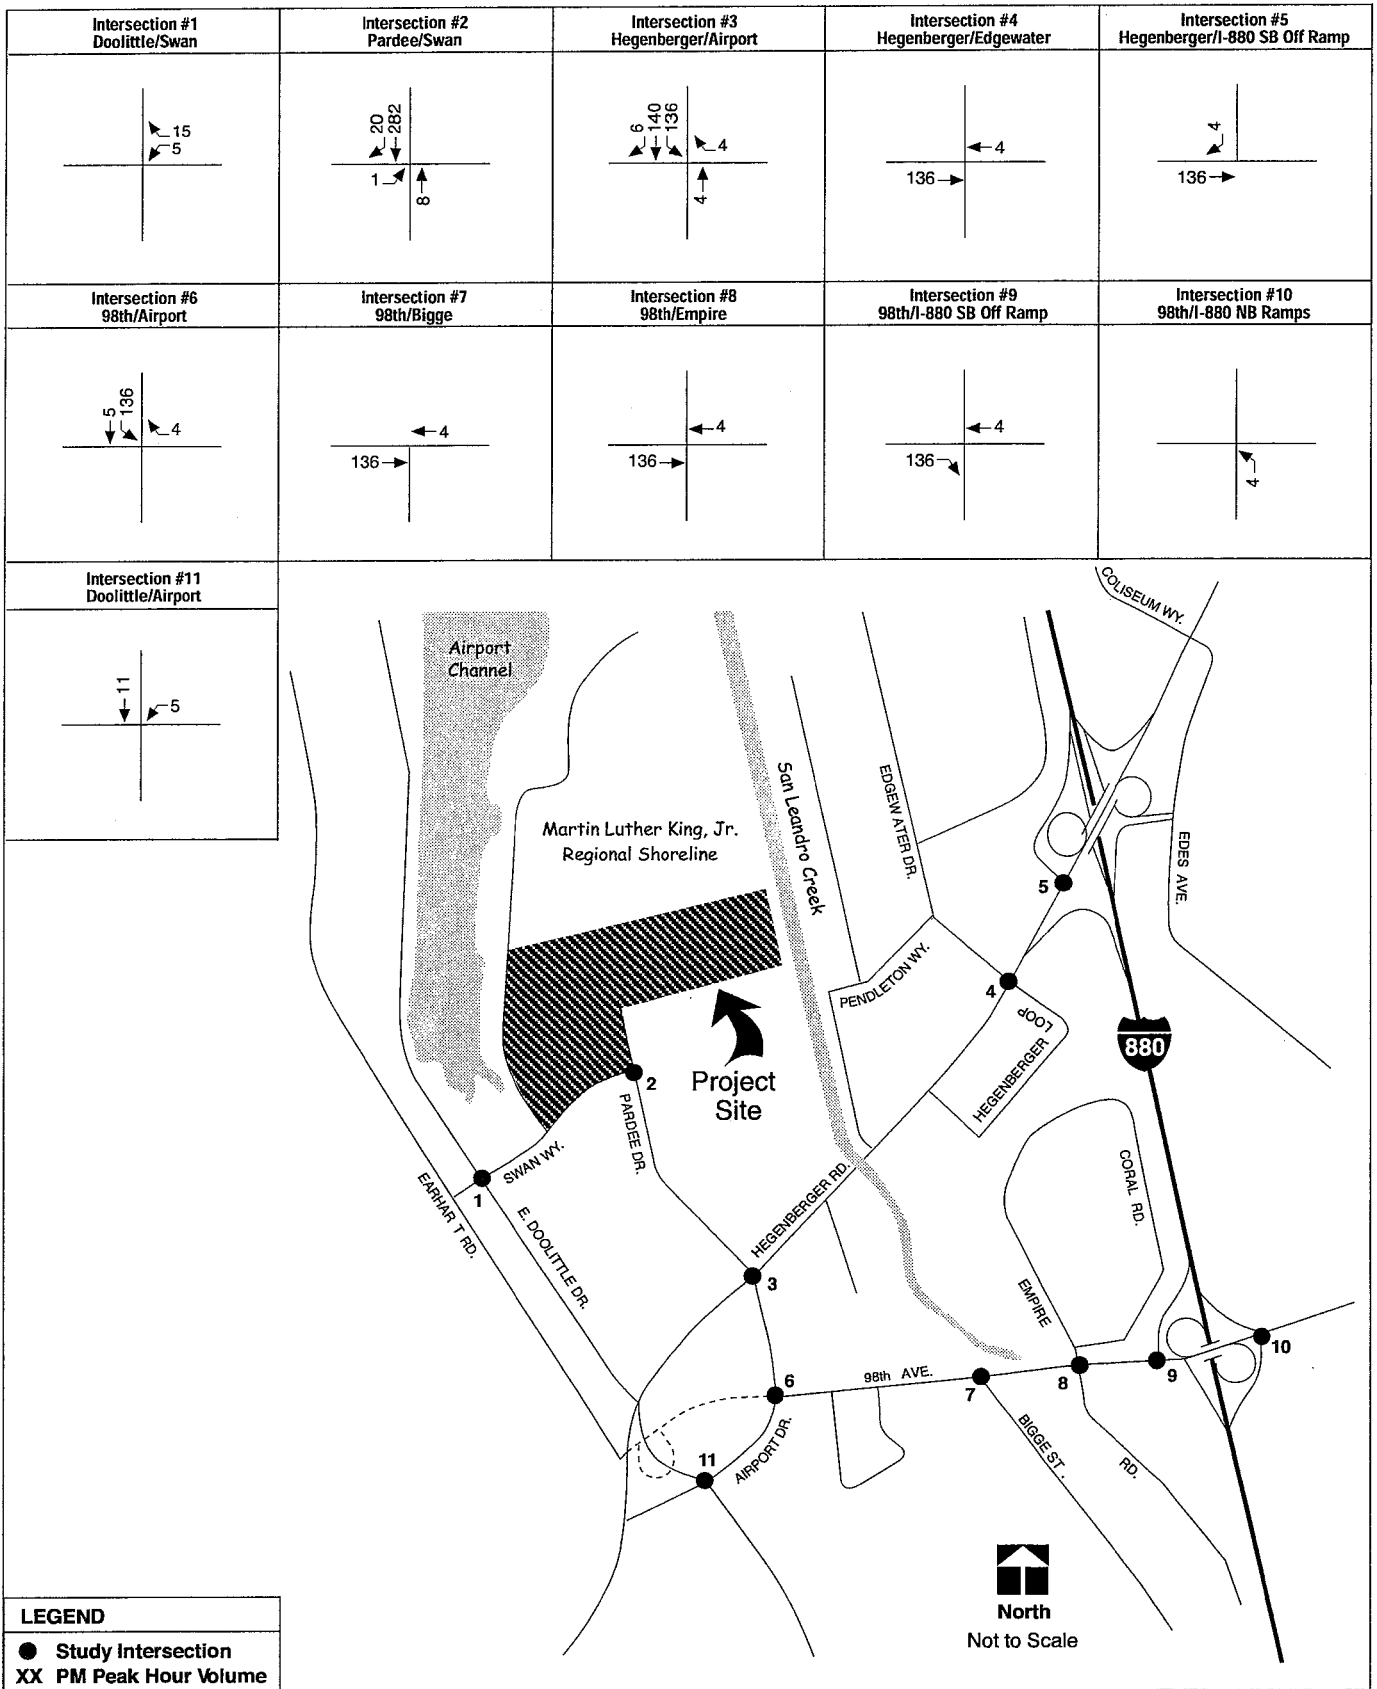 Intersection #1
Doolittle/Swan
15
5
Intersection #2
Pardee/Swan
20
282
1
8
Intersection #3
Hegenberger/Airport
6
140
136
4
4
Intersection #4
Hegenberger/Edgewater
4
136
Intersection #5
Hegenberger/I-880 SB Off Ramp
4
136
Intersection #6
98th/Airport
5
136
4
Intersection #7
98th/Bigge
4
136
Intersection #8
98th/Empire
4
136
Intersection #9
98th/I-880 SB Off Ramp
4
136
Intersection #10
98th/I-880 NB Ramps
4
Intersection #11
Doolittle/Airport
11
5
COLISEUM WY.
Airport
Channel
San Leandro Creek
EDGEW ATER DR.
Martin Luther King, Jr.
Regional Shoreline
EDES AVE.
5
PENDLETON WY.
4
LOOP
HEGENBERGER
880
2
Project
Site
PARDEE DR.
SWAN WY.
1
EARHAR T RD.
E. DOOLITTLE DR.
HEGENBERGER RD.
CORAL RD.
3
EMPIRE
10
9
8
98th AVE.
7
6
AIRPORT DR.
11
BIGGE ST.
RD.
North
Not to Scale
LEGEND
Study Intersection
XX PM Peak Hour Volume